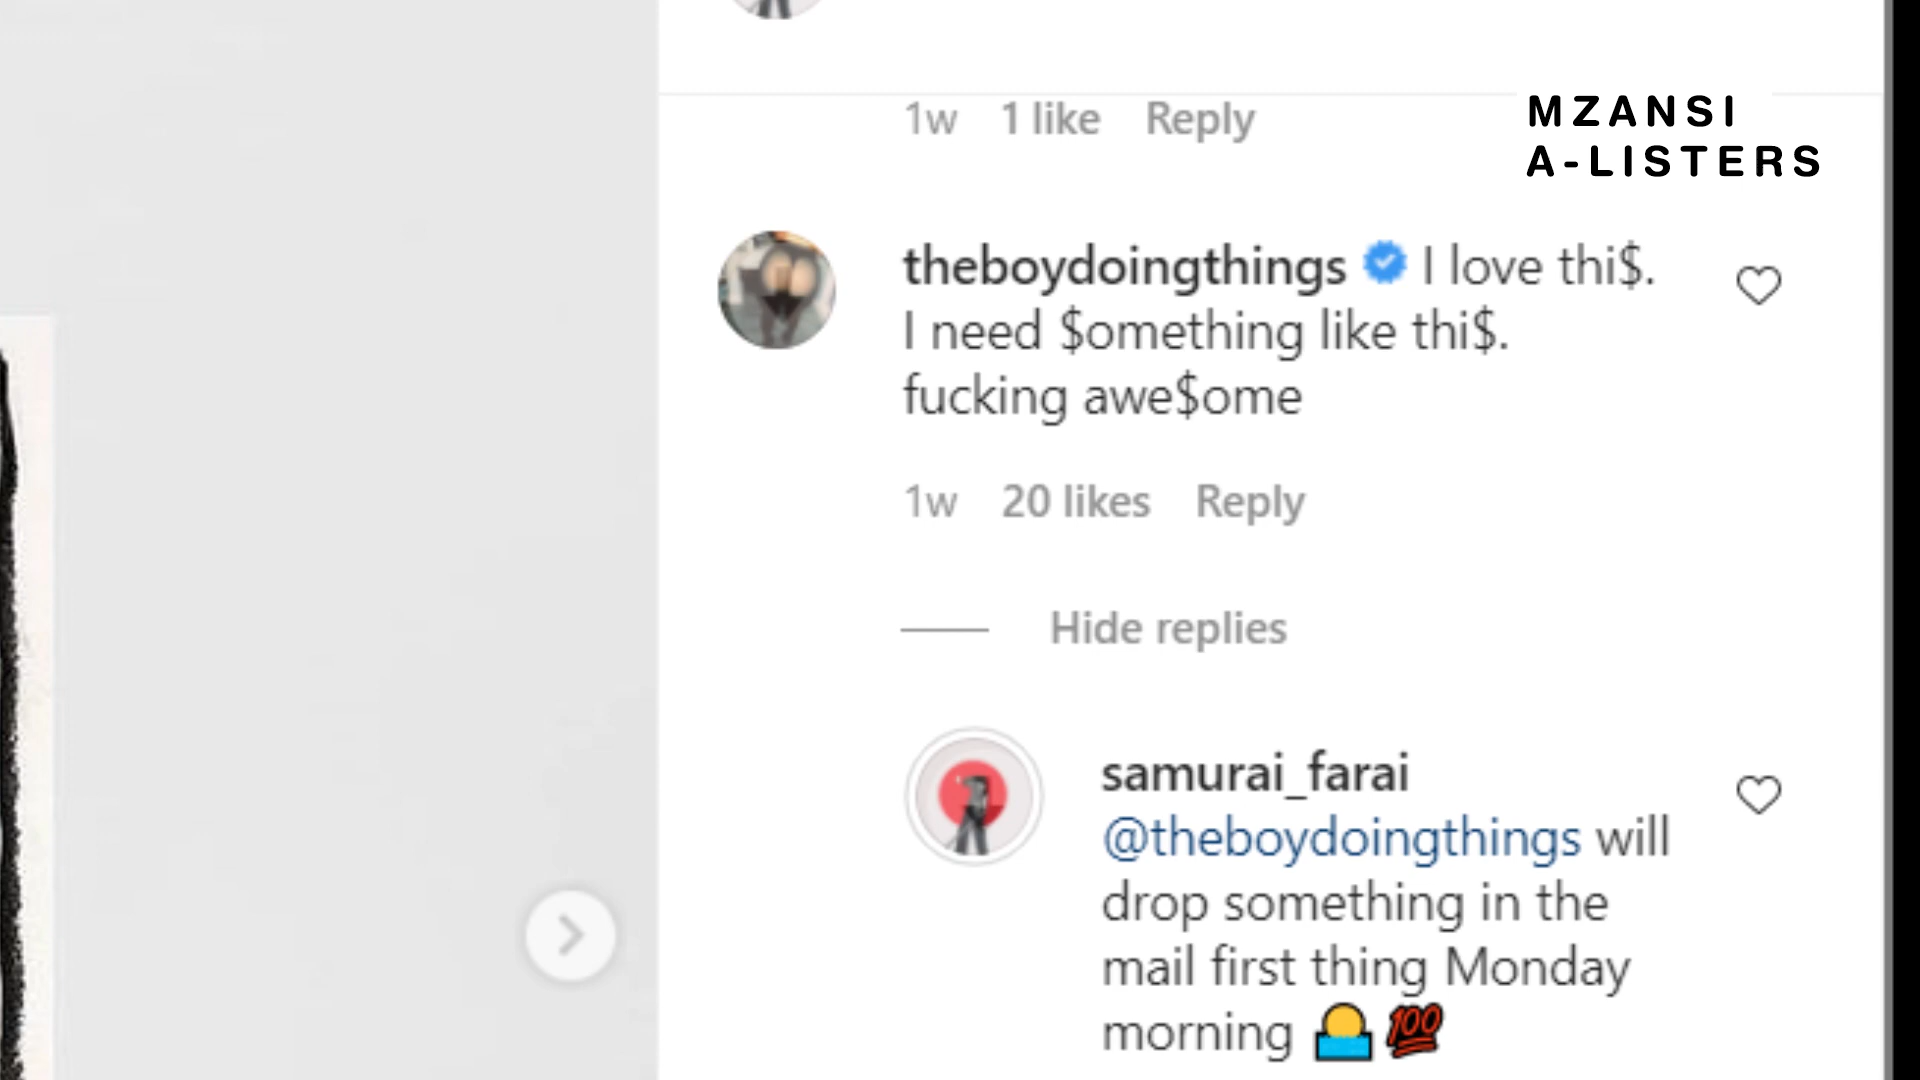 MZANSI
A-LISTERS
1w 1 like Reply
theboydoingthings I love thi$.
I need $omething like thi$.
fucking awe$ome
1w 20 likes Reply
Hide replies
samurai_farai
@theboydoingthings will
drop something in the
mail first thing Monday
morning 💯